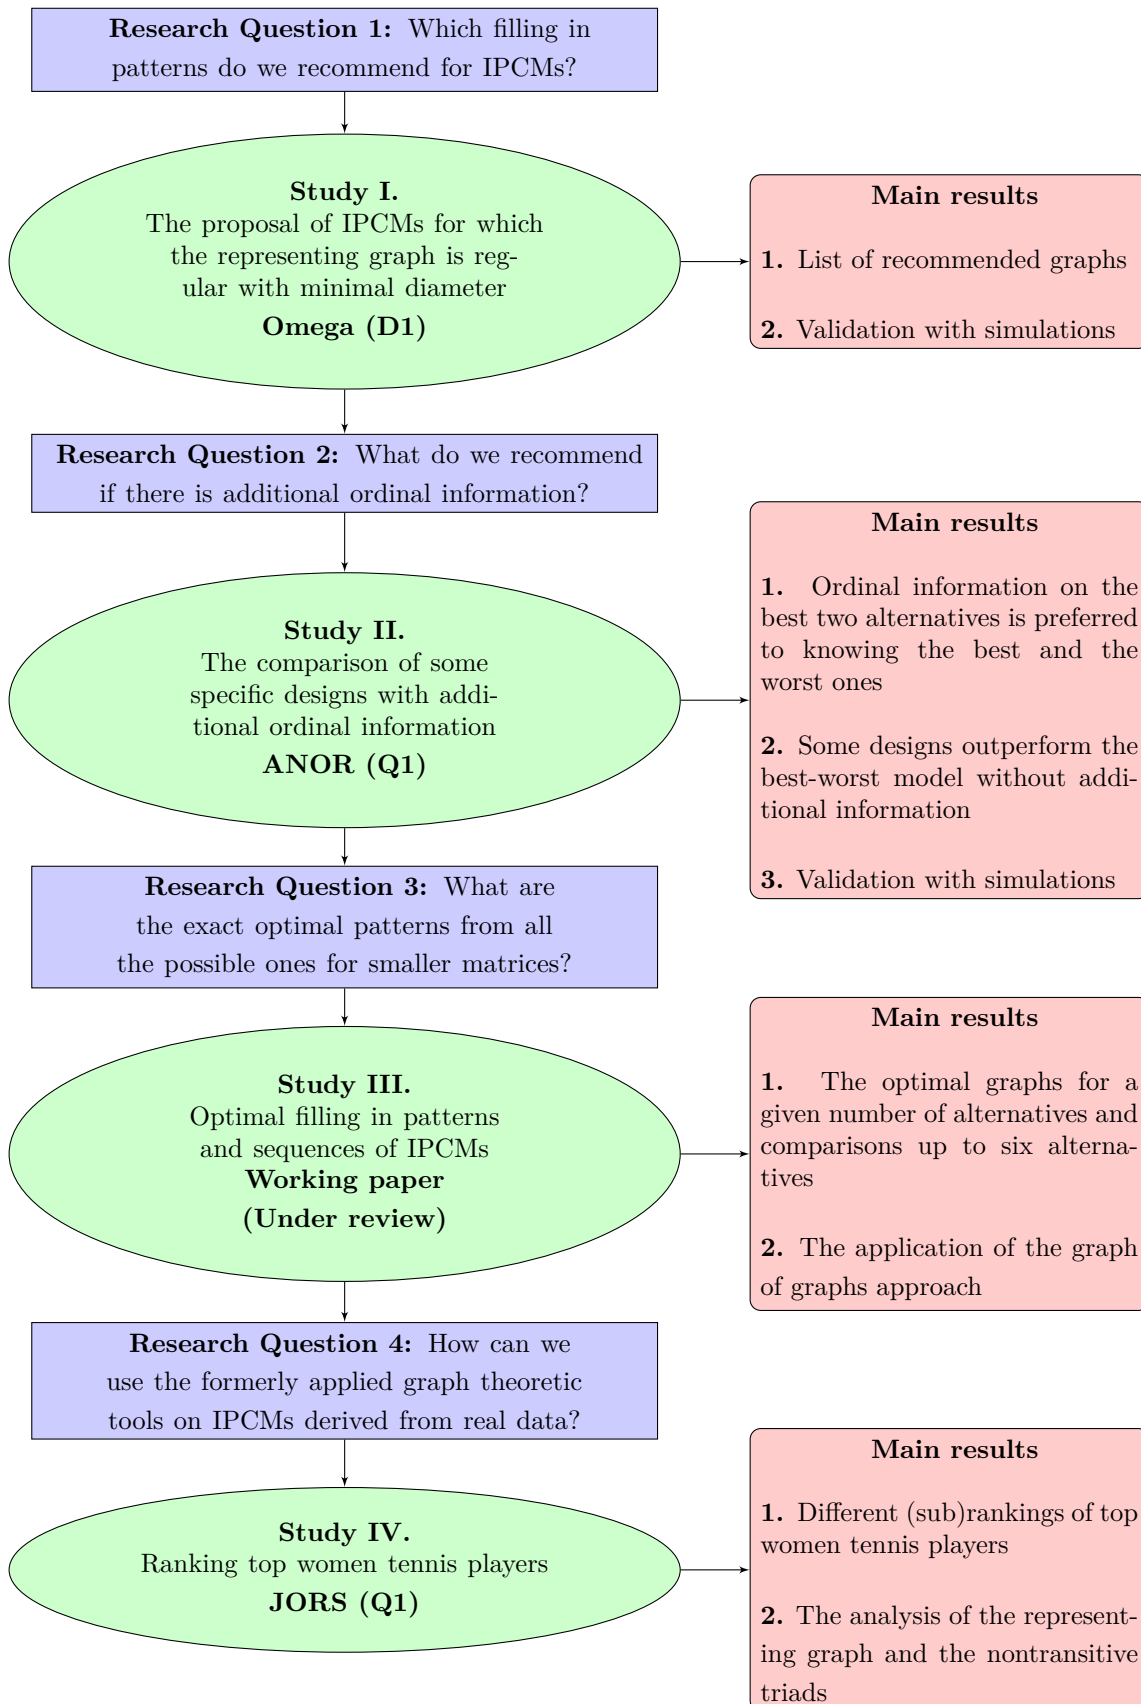 Research Question 1: Which filling in
patterns do we recommend for IPCMs?
Study I.
The proposal of IPCMs for which
the representing graph is reg-
ular with minimal diameter
Omega (D1)
Main results
1. List of recommended graphs
2. Validation with simulations
Research Question 2: What do we recommend
if there is additional ordinal information?
Study II.
The comparison of some
specific designs with addi-
tional ordinal information
ANOR (Q1)
Main results
1. Ordinal information on the
best two alternatives is preferred
to knowing the best and the
worst ones
2. Some designs outperform the
best-worst model without addi-
tional information
3. Validation with simulations
Research Question 3: What are
the exact optimal patterns from all
the possible ones for smaller matrices?
Study III.
Optimal filling in patterns
and sequences of IPCMs
Working paper
(Under review)
Main results
1. The optimal graphs for a
given number of alternatives and
comparisons up to six alterna-
tives
2. The application of the graph
of graphs approach
Research Question 4: How can we
use the formerly applied graph theoretic
tools on IPCMs derived from real data?
Study IV.
Ranking top women tennis players
JORS (Q1)
Main results
1. Different (sub)rankings of top
women tennis players
2. The analysis of the represent-
ing graph and the nontransitive
triads